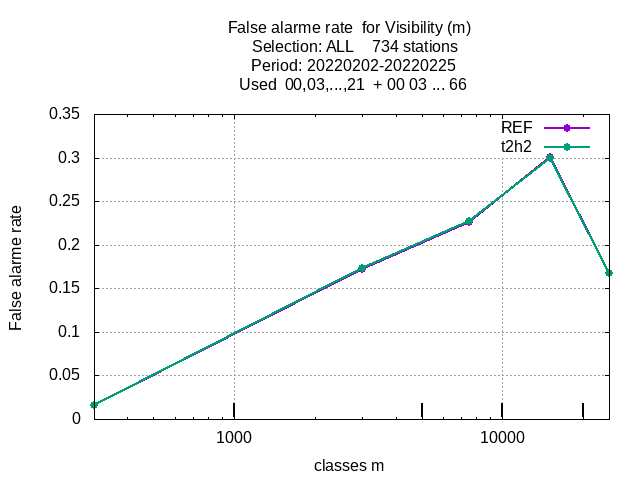 False alarme rate  for Visibility (m)
Selection: ALL    734 stations
Period: 20220202-20220225
Used  00,03,...,21  + 00 03 ... 66
0.35
0.3
0.25
0.2
0.15
0.1
0.05
0
False alarme rate
REF
t2h2
1000
10000
classes m